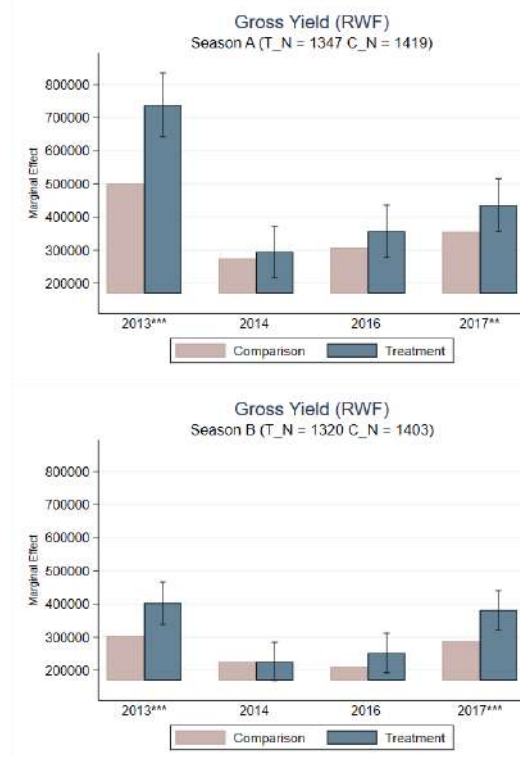 Gross Yield (RWF)
Season A (T_N = 1347 C_N = 1419)
Marginal Effect
800000
700000
600000
500000
400000
300000
200000
2013*** 2014 2016 2017**
Comparison Treatment
Gross Yield (RWF)
Season B (T_N = 1320 C_N = 1403)
Marginal Effect
800000
700000
600000
500000
400000
300000
200000
2013*** 2014 2016 2017***
Comparison Treatment